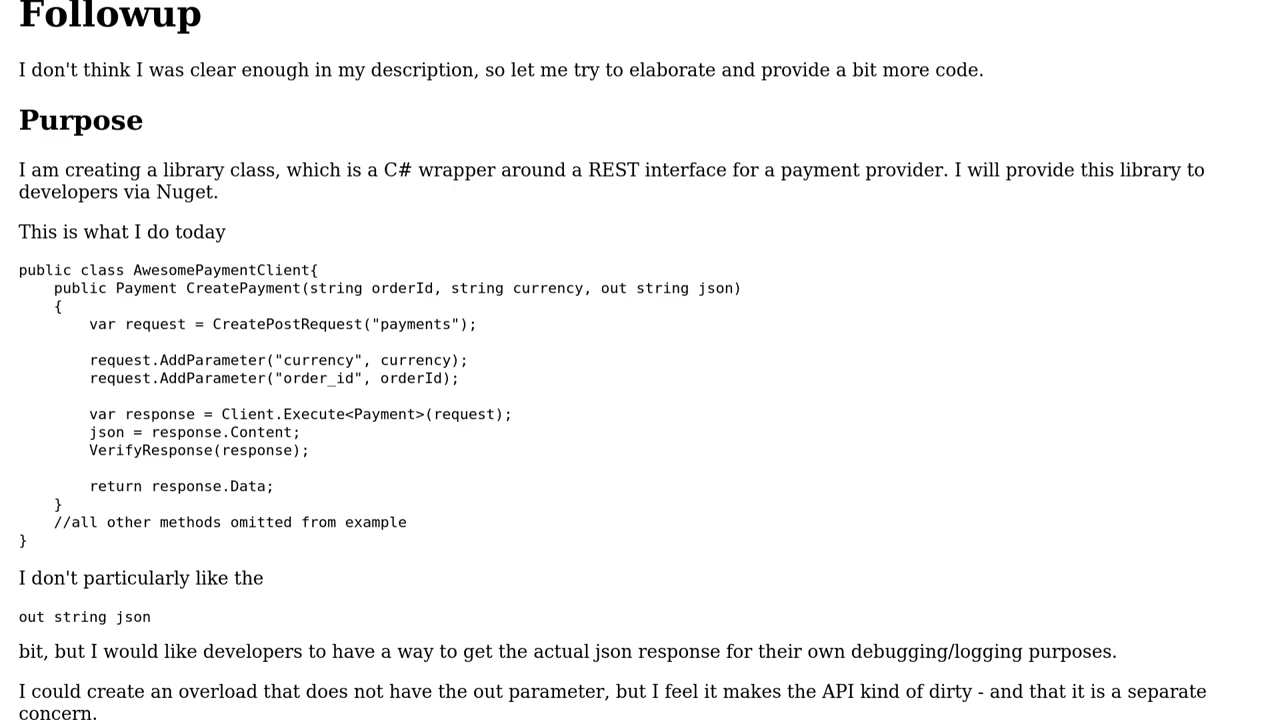 Followup
I don't think I was clear enough in my description, so let me try to elaborate and provide a bit more code.
Purpose
I am creating a library class, which is a C# wrapper around a REST interface for a payment provider. I will provide this library to
developers via Nuget.
This is what I do today
public class AwesomePaymentClient{
    public Payment CreatePayment(string orderId, string currency, out string json)
    {
        var request = CreatePostRequest("payments");

        request.AddParameter("currency", currency);
        request.AddParameter("order_id", orderId);

        var response = Client.Execute<Payment>(request);
        json = response.Content;
        VerifyResponse(response);

        return response.Data;
    }
    //all other methods omitted from example
}
I don't particularly like the
out string json
bit, but I would like developers to have a way to get the actual json response for their own debugging/logging purposes.
I could create an overload that does not have the out parameter, but I feel it makes the API kind of dirty - and that it is a separate
concern.